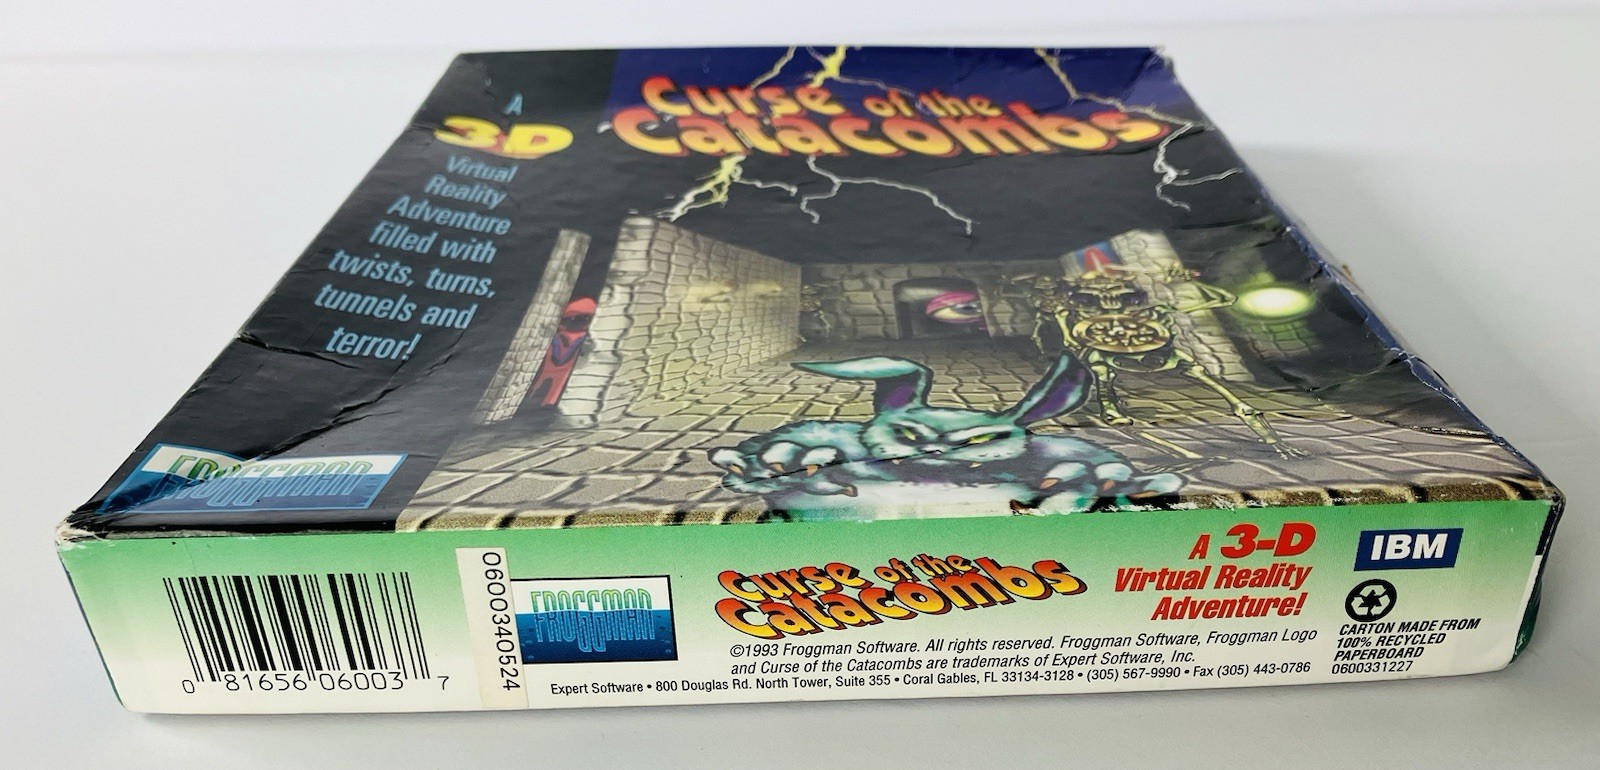 Curse of the
Catacombs
A
3D
Virtual
Reality
Adventure
filled with
twists, turns,
tunnels and
terror!
FROGGMAN
0 81656 06003 7
0600340524
FROGGMAN
Curse of the
Catacombs
A 3-D
Virtual Reality
Adventure!
©1993 Froggman Software. All rights reserved. Froggman Software, Froggman Logo
and Curse of the Catacombs are trademarks of Expert Software, Inc.
Expert Software • 800 Douglas Rd. North Tower, Suite 355 • Coral Gables, FL 33134-3128 • (305) 567-9990 • Fax (305) 443-0786
IBM
CARTON MADE FROM
100% RECYCLED
PAPERBOARD
0600331227